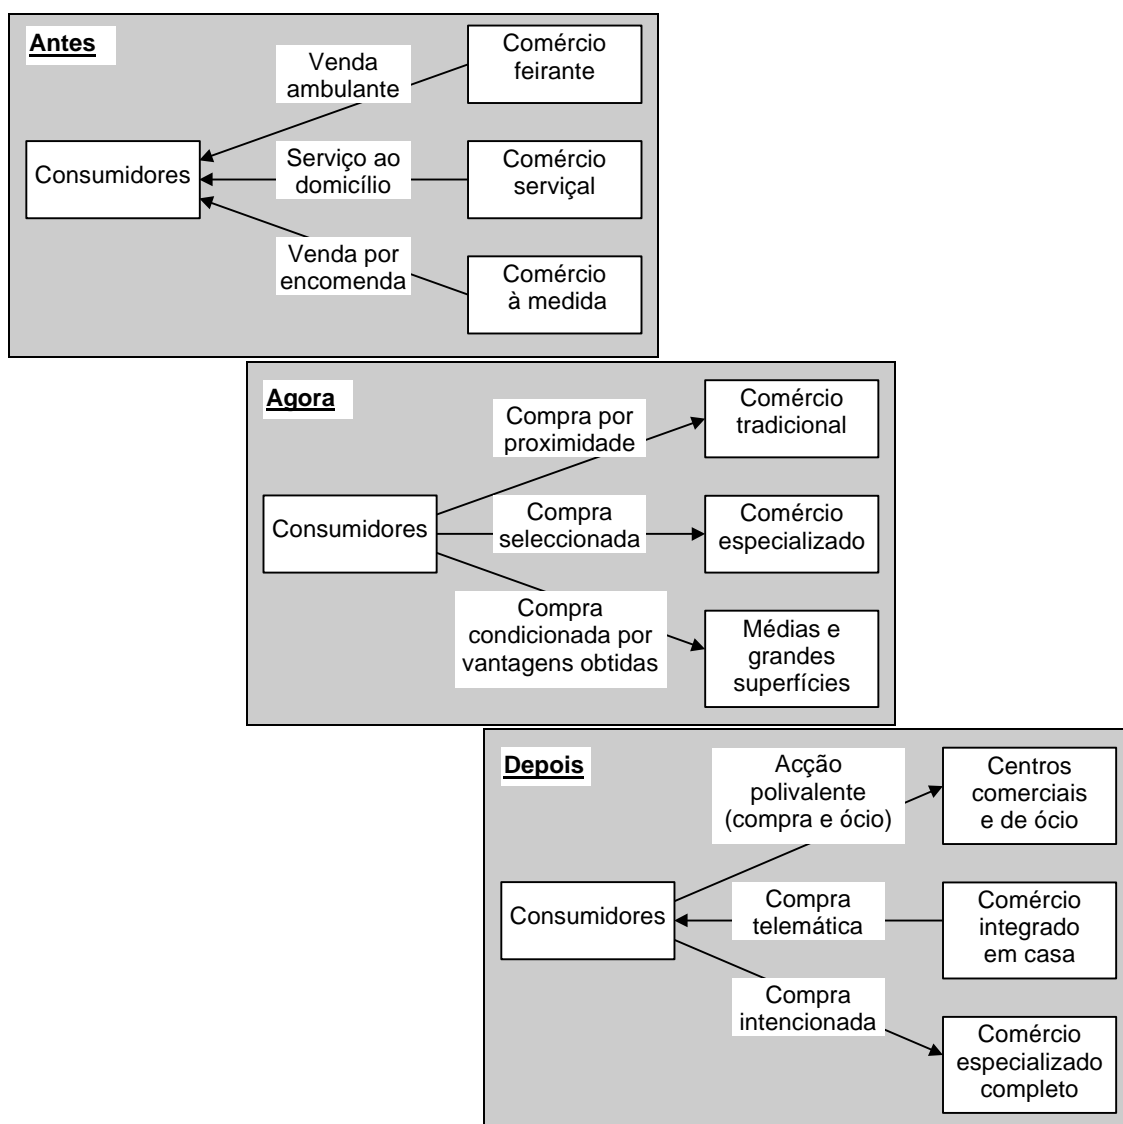 Antes
Comércio
feirante
Venda
ambulante
Consumidores
Serviço ao
domicílio
Comércio
serviçal
Venda por
encomenda
Comércio
à medida
Agora
Compra por
proximidade
Comércio
tradicional
Consumidores
Compra
seleccionada
Comércio
especializado
Compra
condicionada por
vantagens obtidas
Médias e
grandes
superfícies
Depois
Acção
polivalente
(compra e ócio)
Centros
comerciais
e de ócio
Consumidores
Compra
telemática
Comércio
integrado
em casa
Compra
intencionada
Comércio
especializado
completo